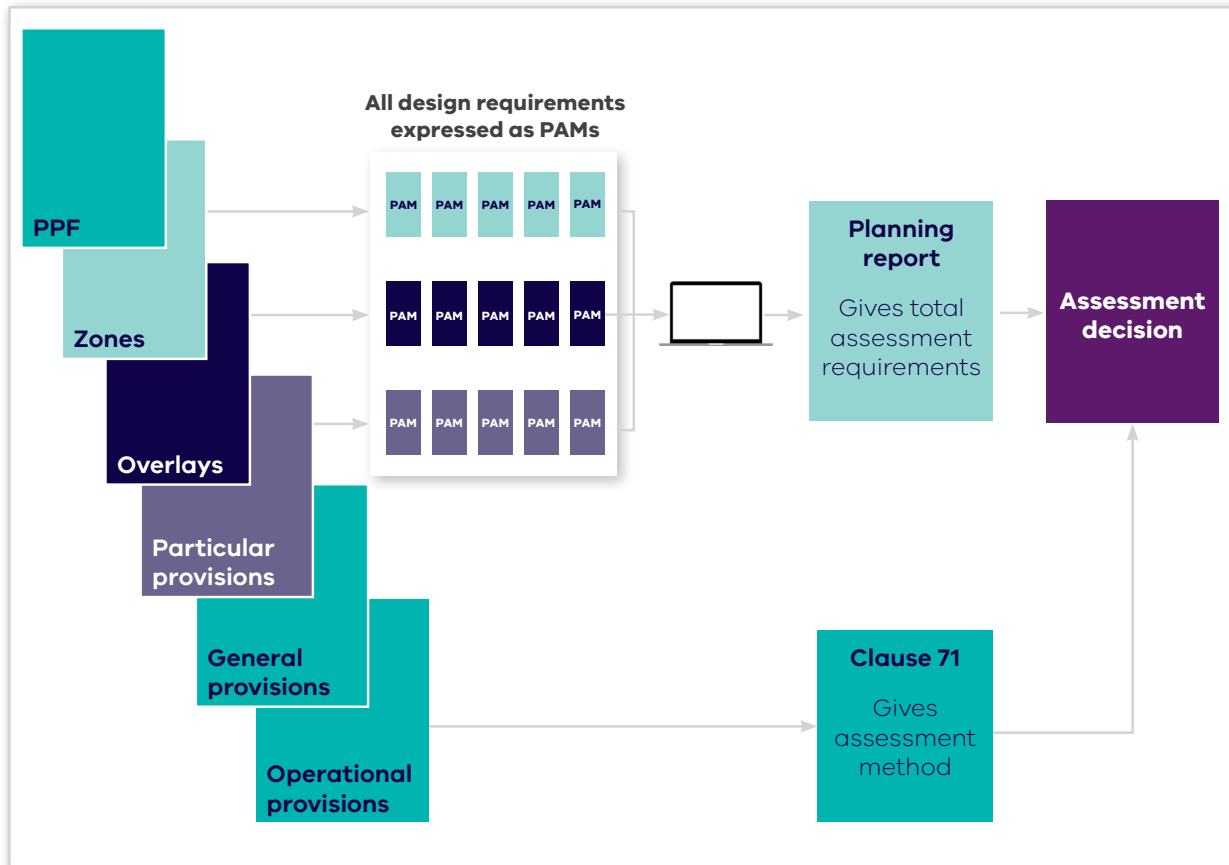 All design requirements
expressed as PAMs
PPF
Zones
Overlays
Particular
provisions
General
provisions
Operational
provisions
PAM PAM PAM PAM PAM
PAM PAM PAM PAM PAM
PAM PAM PAM PAM PAM
Planning
report
Gives total
assessment
requirements
Assessment
decision
Clause 71
Gives
assessment
method